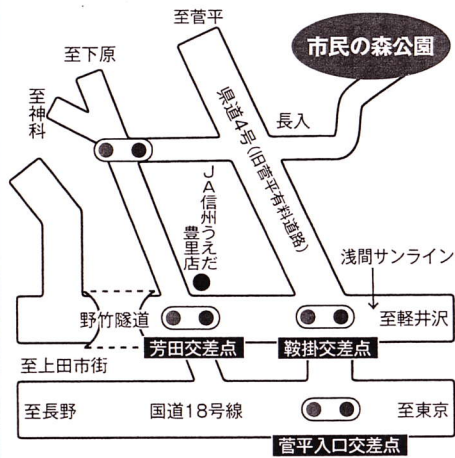 至菅平
市民の森公園
至下原
至神科
長入
県道4号(旧菅平有料道路)
JA信州うえだ
豊里店
浅間サンライン
野竹隧道
至軽井沢
芳田交差点
鞍掛交差点
至上田市街
至長野
国道18号線
至東京
菅平入口交差点